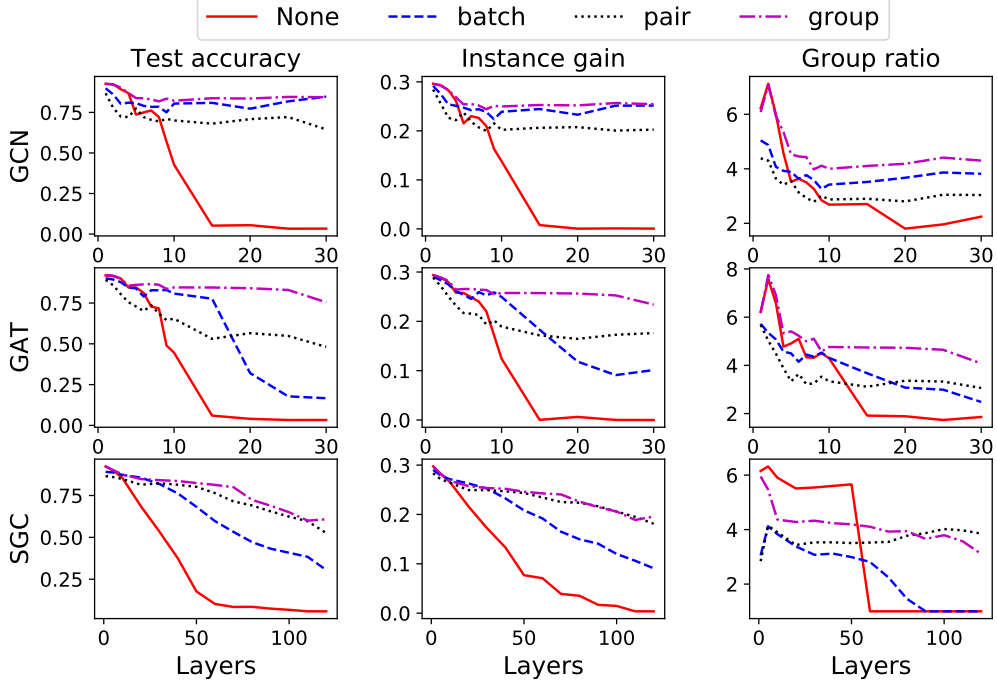 None batch pair group
Test accuracy Instance gain Group ratio
GCN
0.75
0.50
0.25
0.00
0 10 20 30
0.3
0.2
0.1
0.0
0 10 20 30
6
4
2
0 10 20 30
GAT
0.75
0.50
0.25
0.00
0 10 20 30
0.3
0.2
0.1
0.0
0 10 20 30
8
6
4
2
0 10 20 30
SGC
0.75
0.50
0.25
0 50 100
Layers
0.3
0.2
0.1
0.0
0 50 100
Layers
6
4
2
0 50 100
Layers